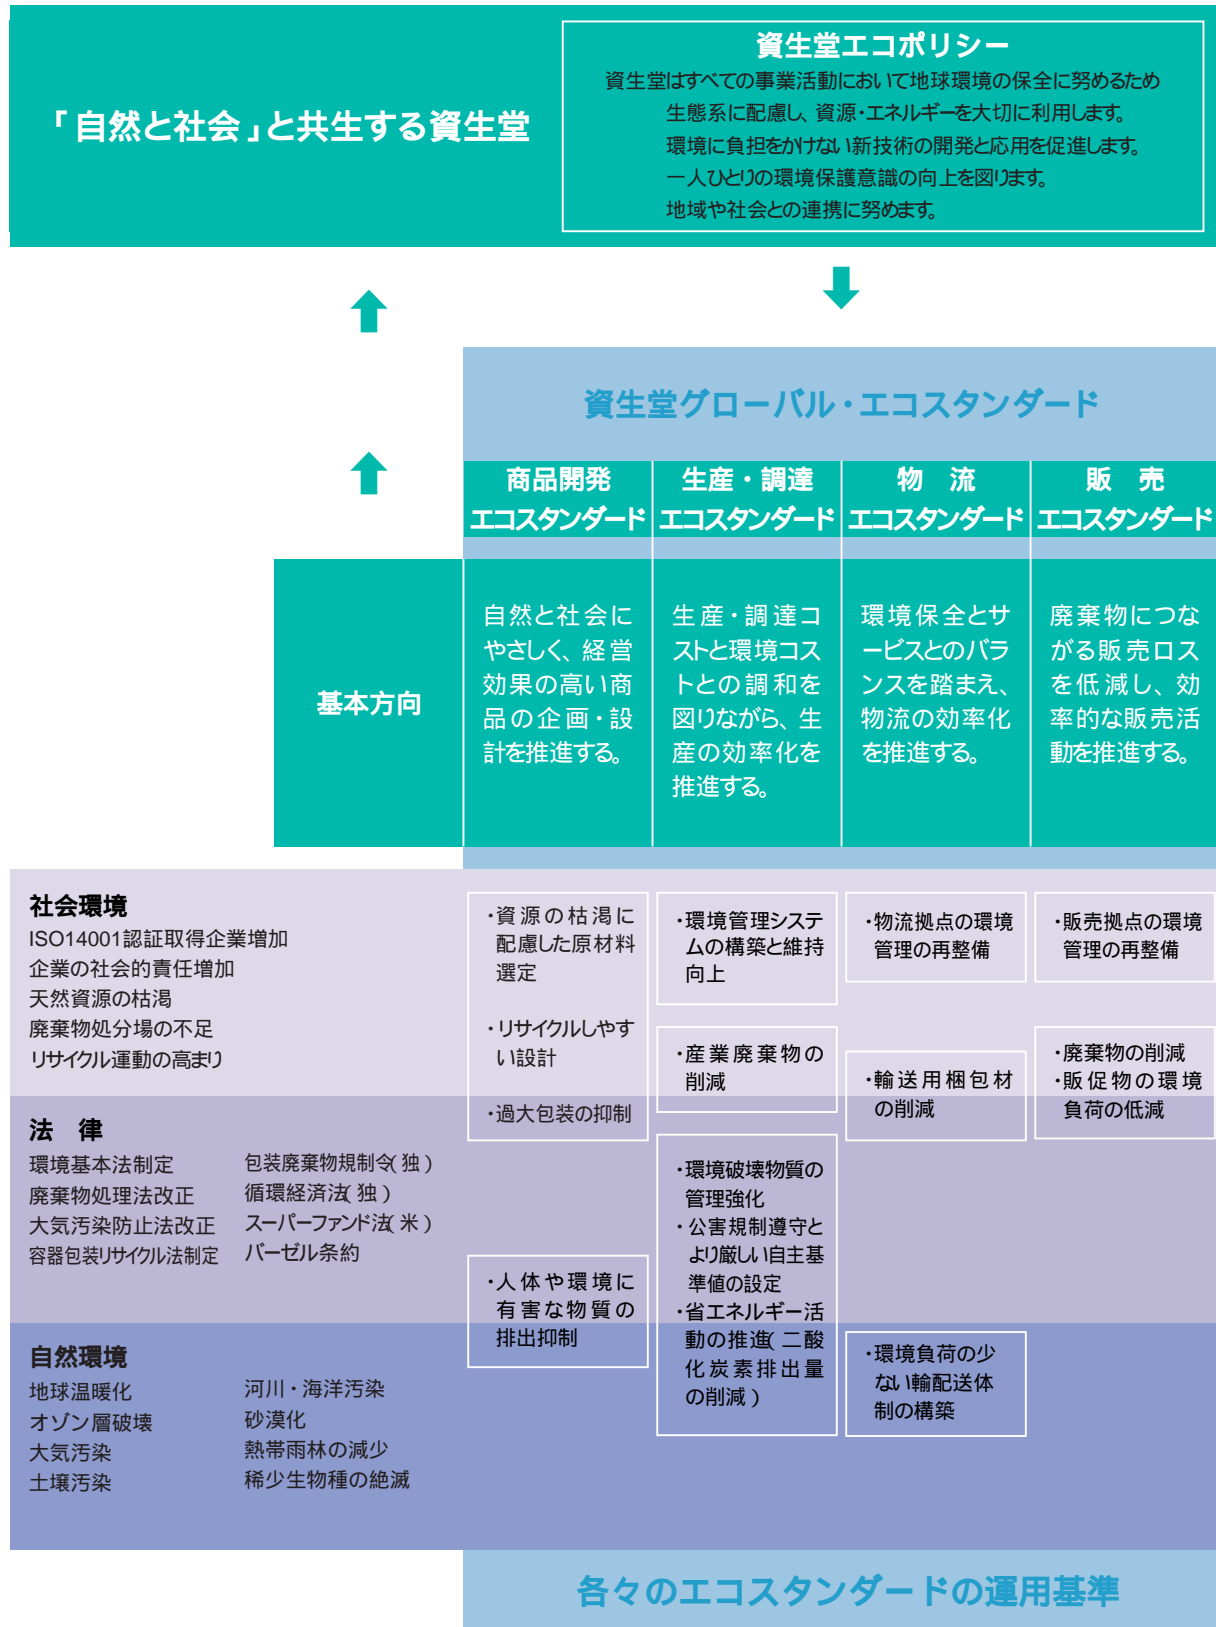 「自然と社会」と共生する資生堂
資生堂エコポリシー
資生堂はすべての事業活動において地球環境の保全に努めるため
生態系に配慮し、資源・エネルギーを大切に利用します。
環境に負担をかけない新技術の開発と応用を促進します。
一人ひとりの環境保護意識の向上を図ります。
地域や社会との連携に努めます。
資生堂グローバル・エコスタンダード
商品開発
エコスタンダード
生産・調達
エコスタンダード
物　流
エコスタンダード
販　売
エコスタンダード
基本方向
自然と社会に
やさしく、経営
効果の高い商
品の企画・設
計を推進する。
生産・調達コ
ストと環境コス
トとの調和を
図りながら、生
産の効率化を
推進する。
環境保全とサ
ービスとのバラ
ンスを踏まえ、
物流の効率化
を推進する。
廃棄物につな
がる販売ロス
を低減し、効
率的な販売活
動を推進する。
社会環境
ISO14001認証取得企業増加
企業の社会的責任増加
天然資源の枯渇
廃棄物処分場の不足
リサイクル運動の高まり
法　律
環境基本法制定
廃棄物処理法改正
大気汚染防止法改正
容器包装リサイクル法制定
包装廃棄物規制令(独)
循環経済法(独)
スーパーファンド法(米)
バーゼル条約
自然環境
地球温暖化
オゾン層破壊
大気汚染
土壌汚染
河川・海洋汚染
砂漠化
熱帯雨林の減少
稀少生物種の絶滅
・資源の枯渇に
配慮した原材料
選定
・リサイクルしやす
い設計
・過大包装の抑制
・人体や環境に
有害な物質の
排出抑制
・環境管理システ
ムの構築と維持
向上
・産業廃棄物の
削減
・環境破壊物質の
管理強化
・公害規制遵守と
より厳しい自主基
準値の設定
・省エネルギー活
動の推進(二酸
化炭素排出量
の削減)
・物流拠点の環境
管理の再整備
・輸送用梱包材
の削減
・環境負荷の少
ない輸配送体
制の構築
・販売拠点の環境
管理の再整備
・廃棄物の削減
・販促物の環境
負荷の低減
各々のエコスタンダードの運用基準